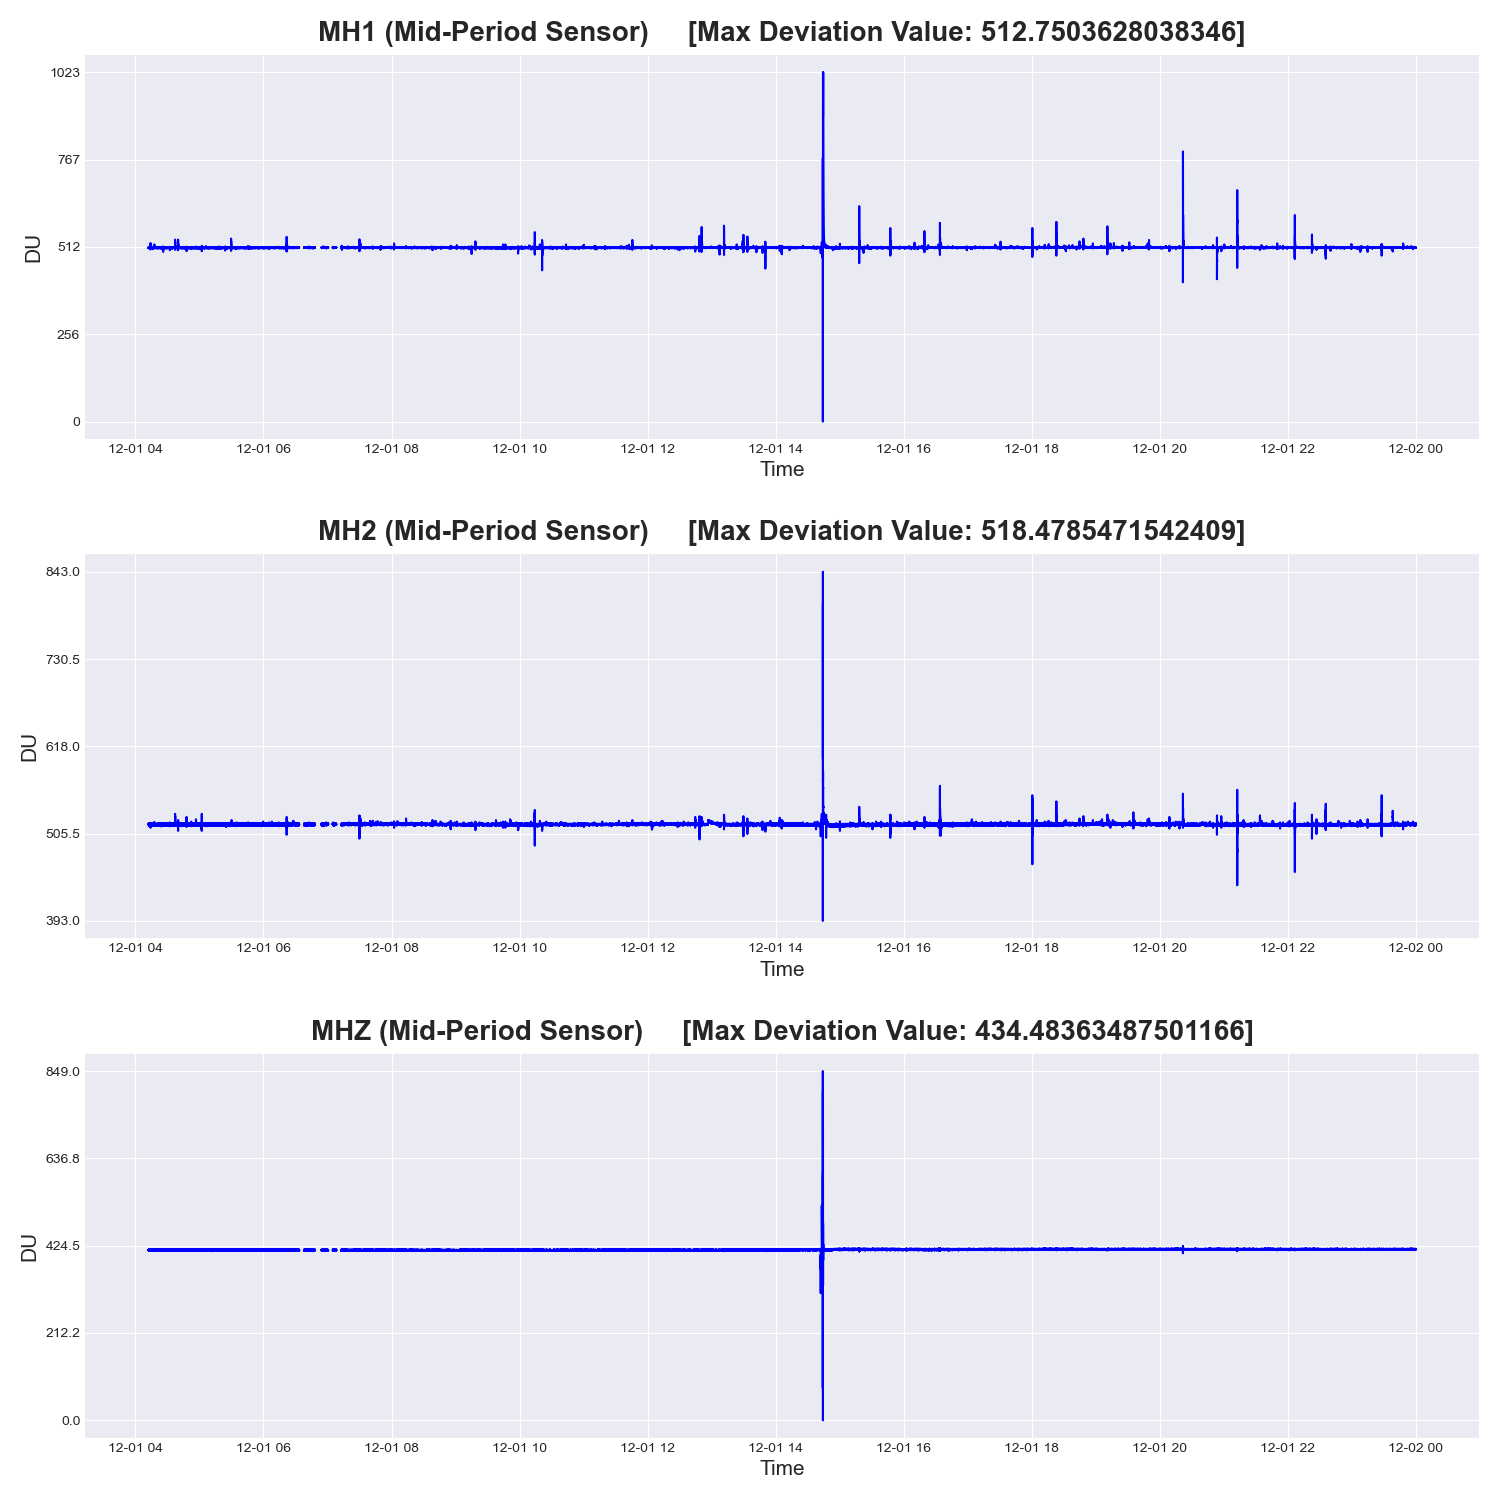 MH1 (Mid-Period Sensor) [Max Deviation Value: 512.7503628038346]
1023
767
512
256
0
DU
12-01 04 12-01 06 12-01 08 12-01 10 12-01 12 12-01 14 12-01 16 12-01 18 12-01 20 12-01 22 12-02 00
Time
MH2 (Mid-Period Sensor) [Max Deviation Value: 518.4785471542409]
843.0
730.5
618.0
505.5
393.0
DU
12-01 04 12-01 06 12-01 08 12-01 10 12-01 12 12-01 14 12-01 16 12-01 18 12-01 20 12-01 22 12-02 00
Time
MHZ (Mid-Period Sensor) [Max Deviation Value: 434.48363487501166]
849.0
636.8
424.5
212.2
0.0
DU
12-01 04 12-01 06 12-01 08 12-01 10 12-01 12 12-01 14 12-01 16 12-01 18 12-01 20 12-01 22 12-02 00
Time